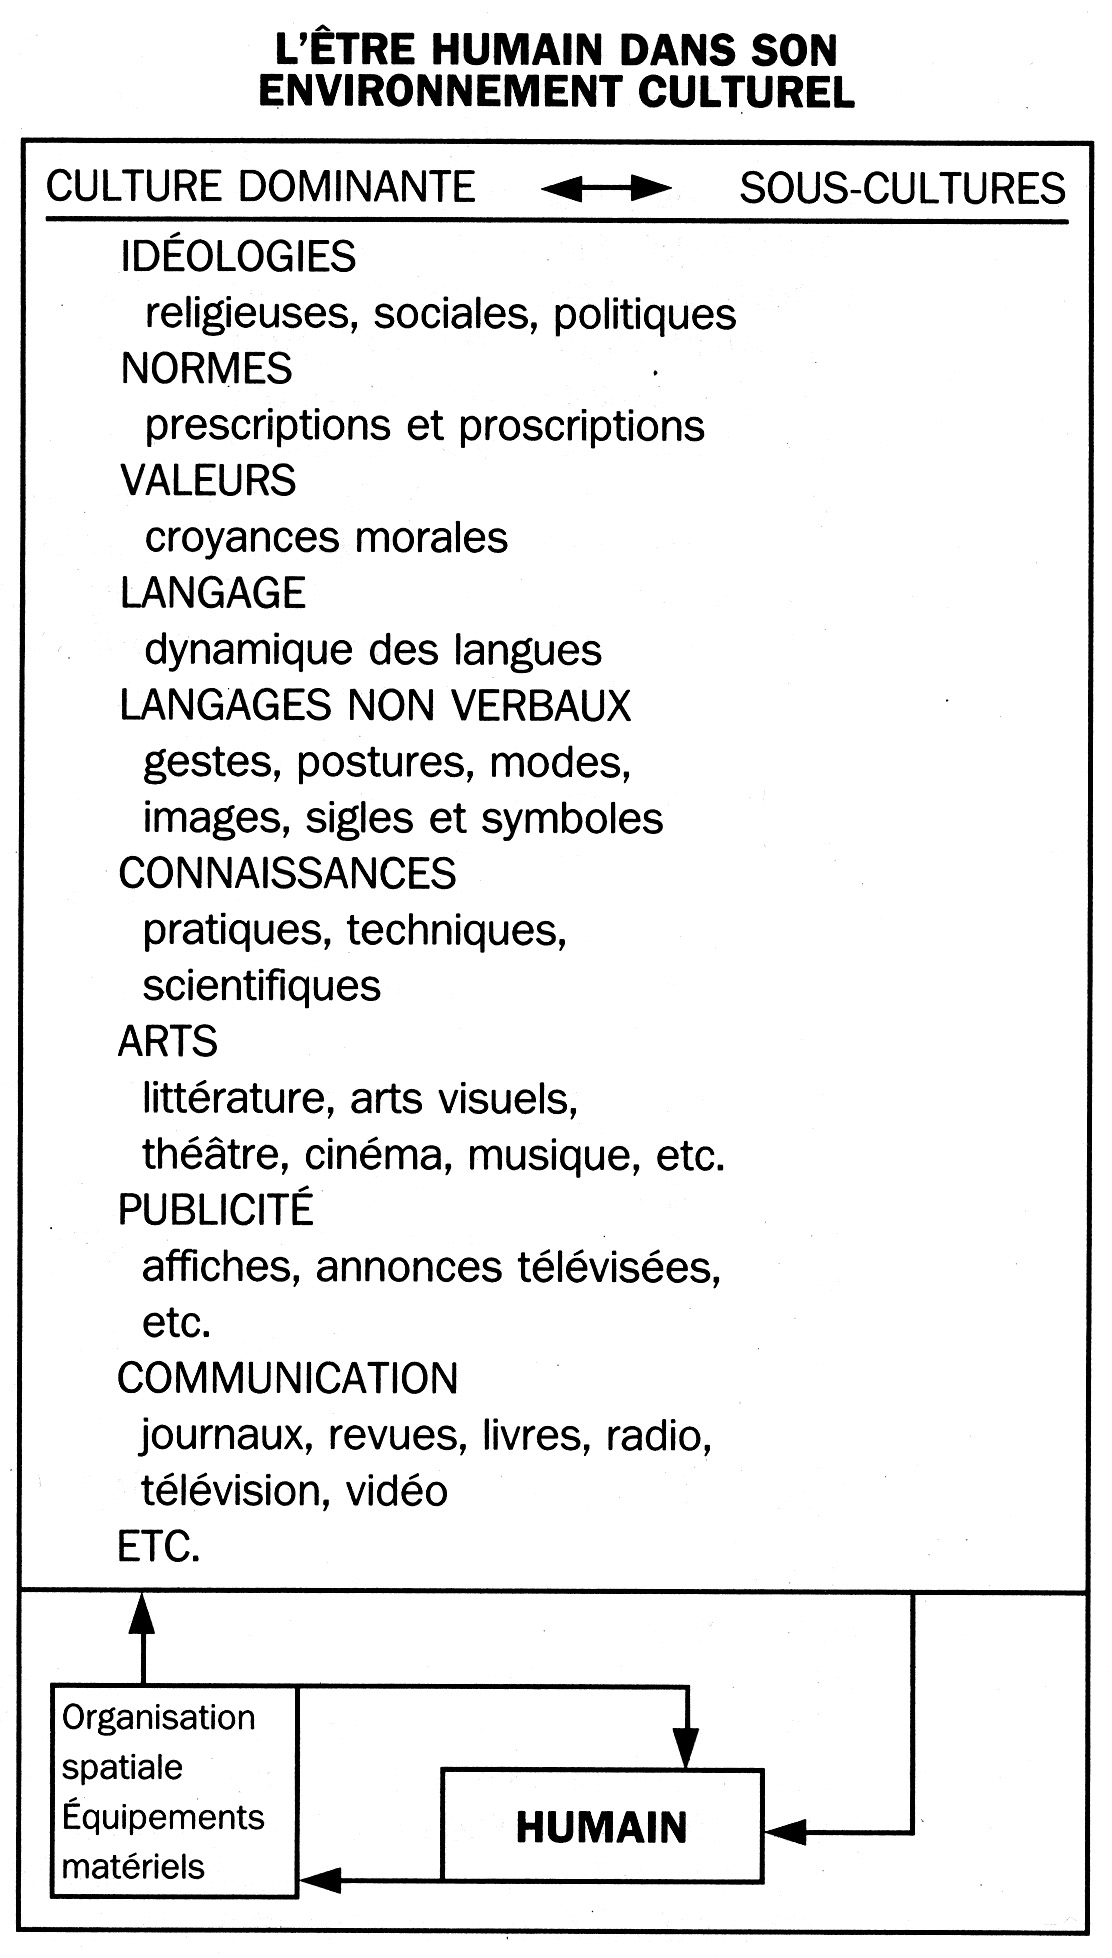 L'ÊTRE HUMAIN DANS SON
ENVIRONNEMENT CULTUREL
CULTURE DOMINANTE SOUS-CULTURES
IDÉOLOGIES
religieuses, sociales, politiques
NORMES
prescriptions et proscriptions
VALEURS
croyances morales
LANGAGE
dynamique des langues
LANGAGES NON VERBAUX
gestes, postures, modes,
images, sigles et symboles
CONNAISSANCES
pratiques, techniques,
scientifiques
ARTS
littérature, arts visuels,
théâtre, cinéma, musique, etc.
PUBLICITÉ
affiches, annonces télévisées,
etc.
COMMUNICATION
journaux, revues, livres, radio,
télévision, vidéo
ETC.
Organisation
spatiale
Équipements
matériels
HUMAIN